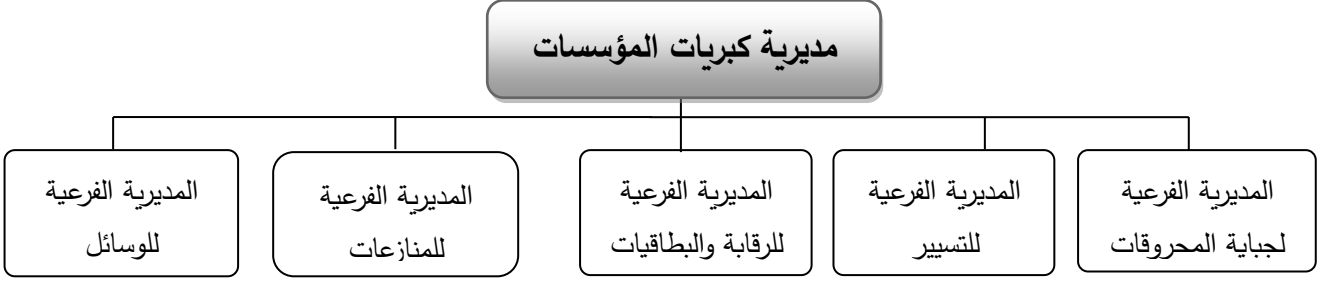 مديرية كبريات المؤسسات
المديرية الفرعية
لجباية المحروقات
المديرية الفرعية
للتسيير
المديرية الفرعية
للرقابة والبطاقيات
المديرية الفرعية
للمنازعات
المديرية الفرعية
للوسائل